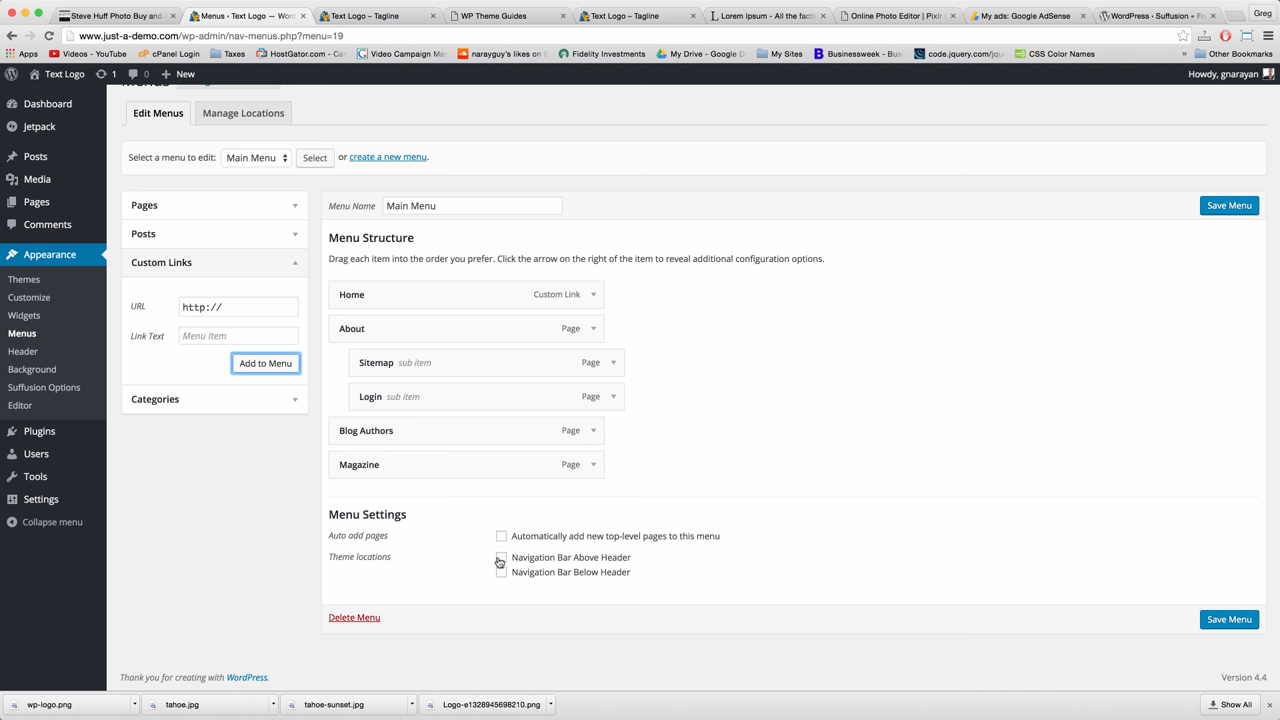 Steve Huff Photo Buy and
Menus ‹ Text Logo — Wor
Text Logo – Tagline
WP Theme Guides
Text Logo – Tagline
Lorem Ipsum - All the facts
Online Photo Editor | Pixlr
My ads: Google AdSense
WordPress › Suffusion « Fr
Greg
www.just-a-demo.com/wp-admin/nav-menus.php?menu=19
Apps
Videos - YouTube
Taxes
cPanel Login
HostGator.com
Video Campaign Ma
narayguy's likes on S
Fidelity Investments
My Drive - Google D
My Sites
Businessweek - Busi
code.jquery.com/jqu
CSS Color Names
»
Other Bookmarks
Text Logo
1
0
New
Howdy, gnarayan
Dashboard
Jetpack
Posts
Media
Pages
Comments
Appearance
Themes
Customize
Widgets
Menus
Header
Background
Suffusion Options
Editor
Plugins
Users
Tools
Settings
Collapse menu
Menus
Edit Menus
Manage Locations
Select a menu to edit:
Main Menu
Select
or create a new menu.
Pages
Posts
Custom Links
URL
http://
Link Text
Menu Item
Add to Menu
Categories
Menu Name
Main Menu
Save Menu
Menu Structure
Drag each item into the order you prefer. Click the arrow on the right of the item to reveal additional configuration options.
Home
Custom Link
About
Page
Sitemap sub item
Page
Login sub item
Page
Blog Authors
Page
Magazine
Page
Menu Settings
Auto add pages
Automatically add new top-level pages to this menu
Theme locations
Navigation Bar Above Header
Navigation Bar Below Header
Delete Menu
Save Menu
Thank you for creating with WordPress.
Version 4.4
wp-logo.png
tahoe.jpg
tahoe-sunset.jpg
Logo-e1328945698210.png
Show All